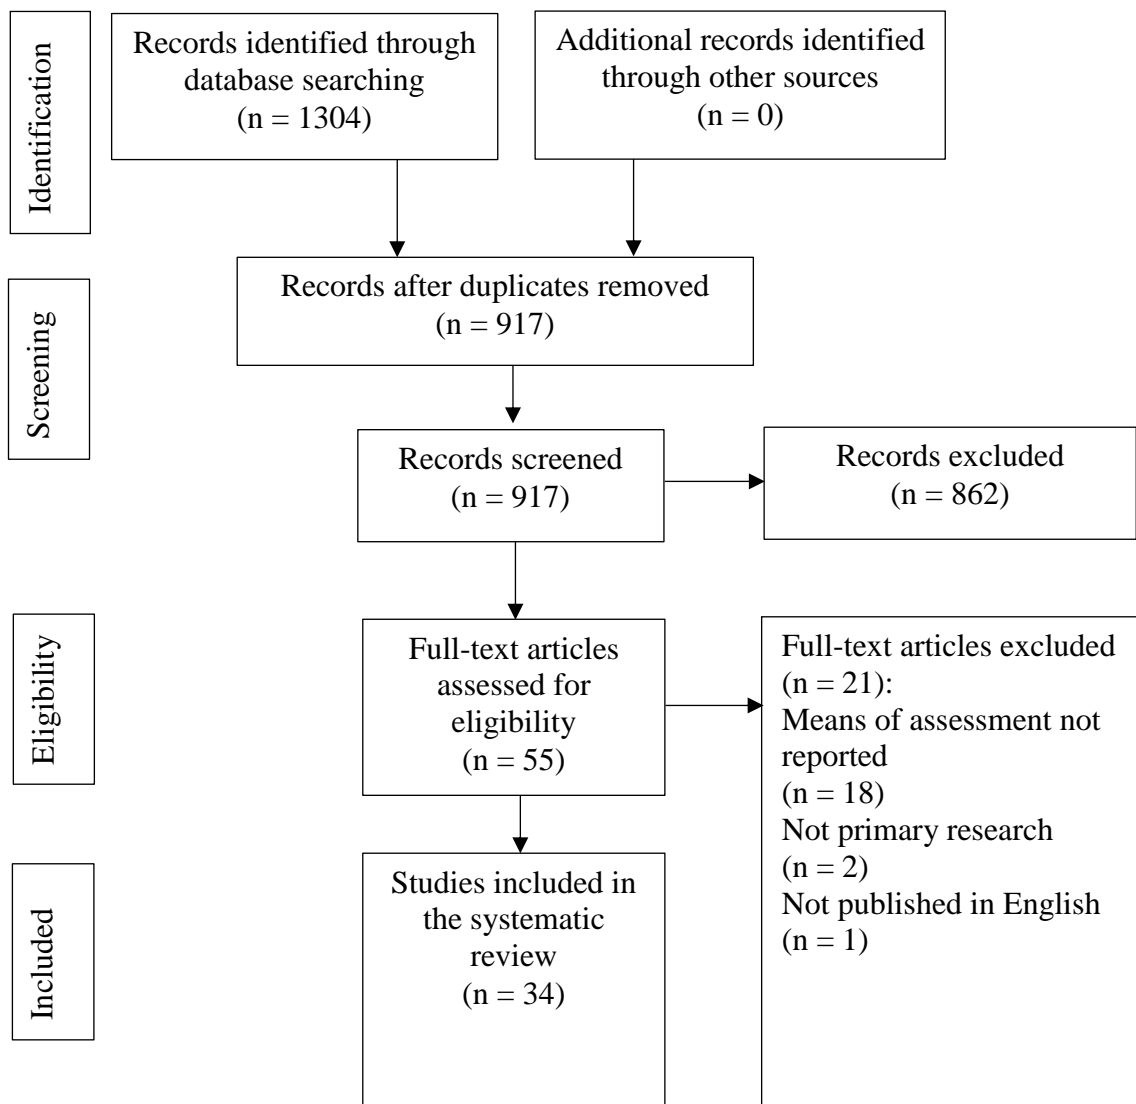 Identification
Records identified through
database searching
(n = 1304)
Additional records identified
through other sources
(n = 0)
Screening
Records after duplicates removed
(n = 917)
Records screened
(n = 917)
Records excluded
(n = 862)
Eligibility
Full-text articles
assessed for
eligibility
(n = 55)
Full-text articles excluded
(n = 21):
Means of assessment not
reported
(n = 18)
Not primary research
(n = 2)
Not published in English
(n = 1)
Included
Studies included in
the systematic
review
(n = 34)